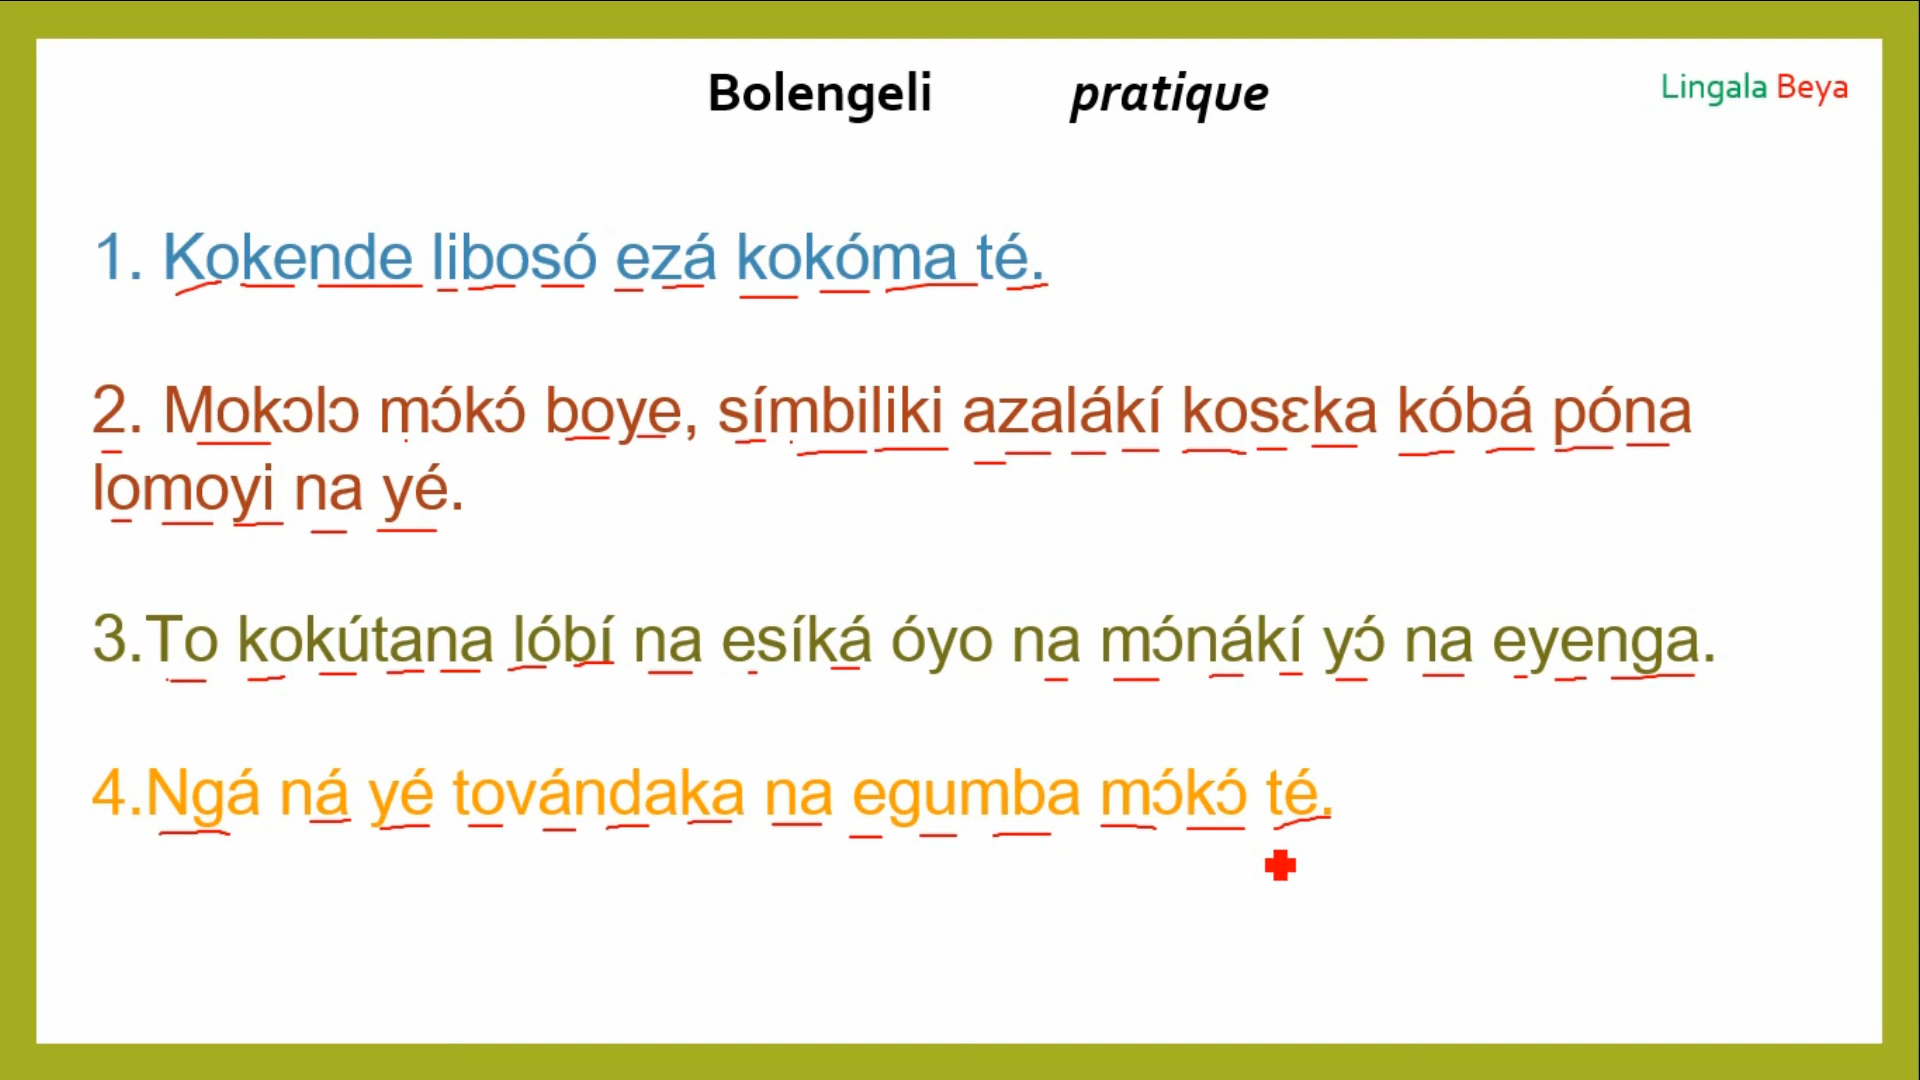 Bolengeli pratique
Lingala Beya
1. Kokende libosó ezá kokóma té.
2. Mokɔlɔ mɔ́kɔ́ boye, símbiliki azalákí kosɛka kóbá póna
lomoyi na yé.
3.To kokútana lóbí na esíká óyo na mɔ́nákí yɔ́ na eyenga.
4.Ngá ná yé továndaka na egumba mɔ́kɔ́ té.